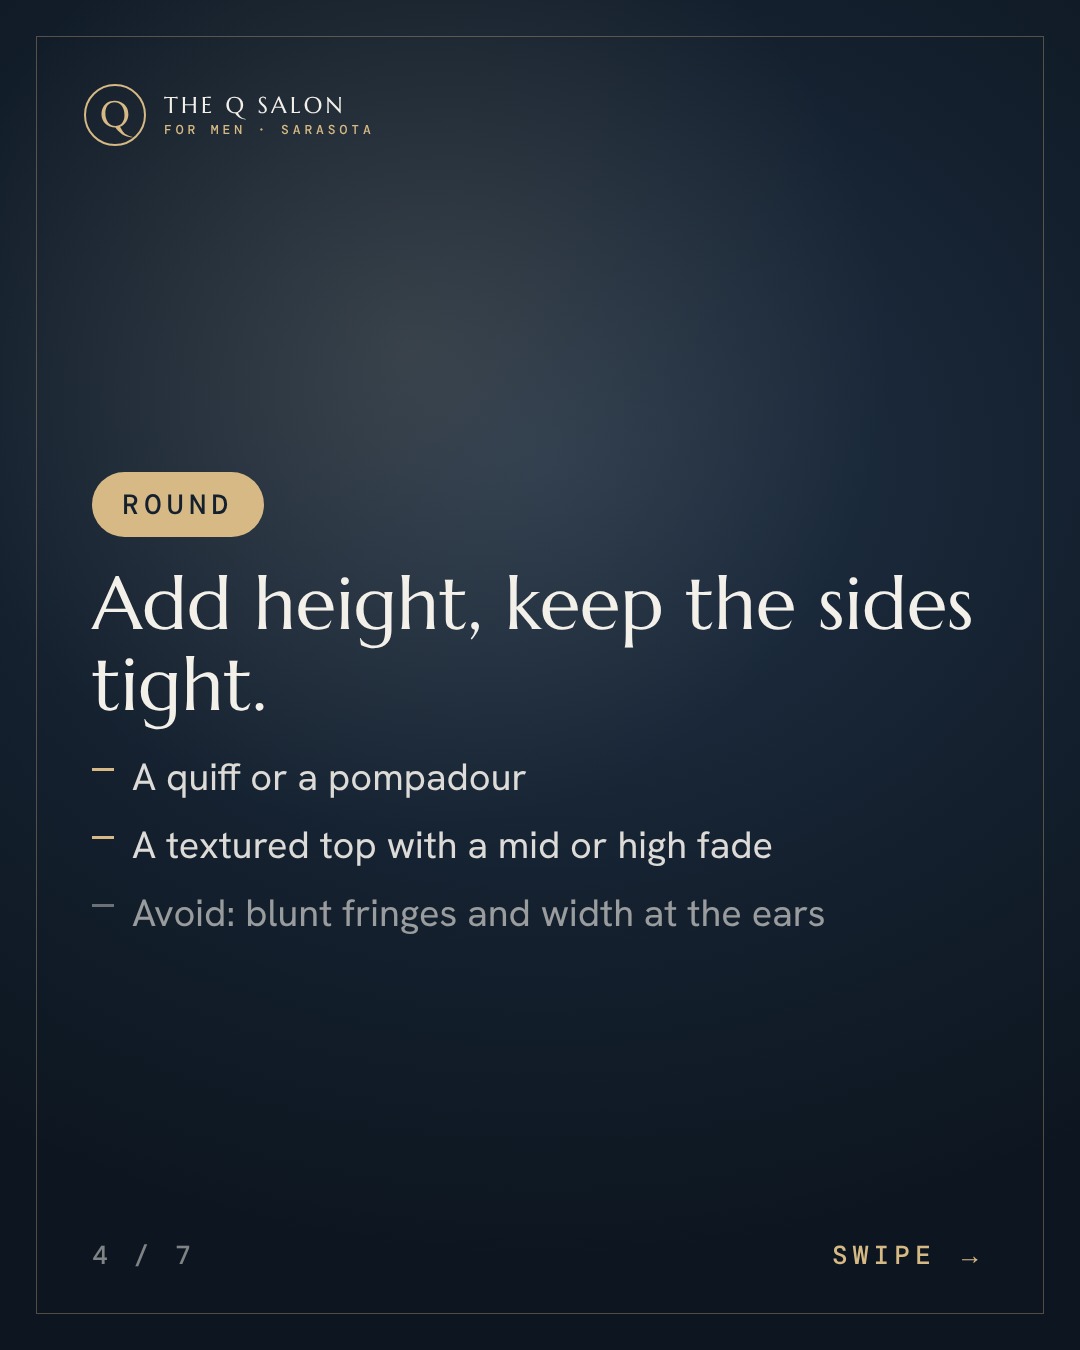 Q
THE Q SALON
FOR MEN · SARASOTA
ROUND
Add height, keep the sides
tight.
— A quiff or a pompadour
— A textured top with a mid or high fade
— Avoid: blunt fringes and width at the ears
4 / 7
SWIPE →